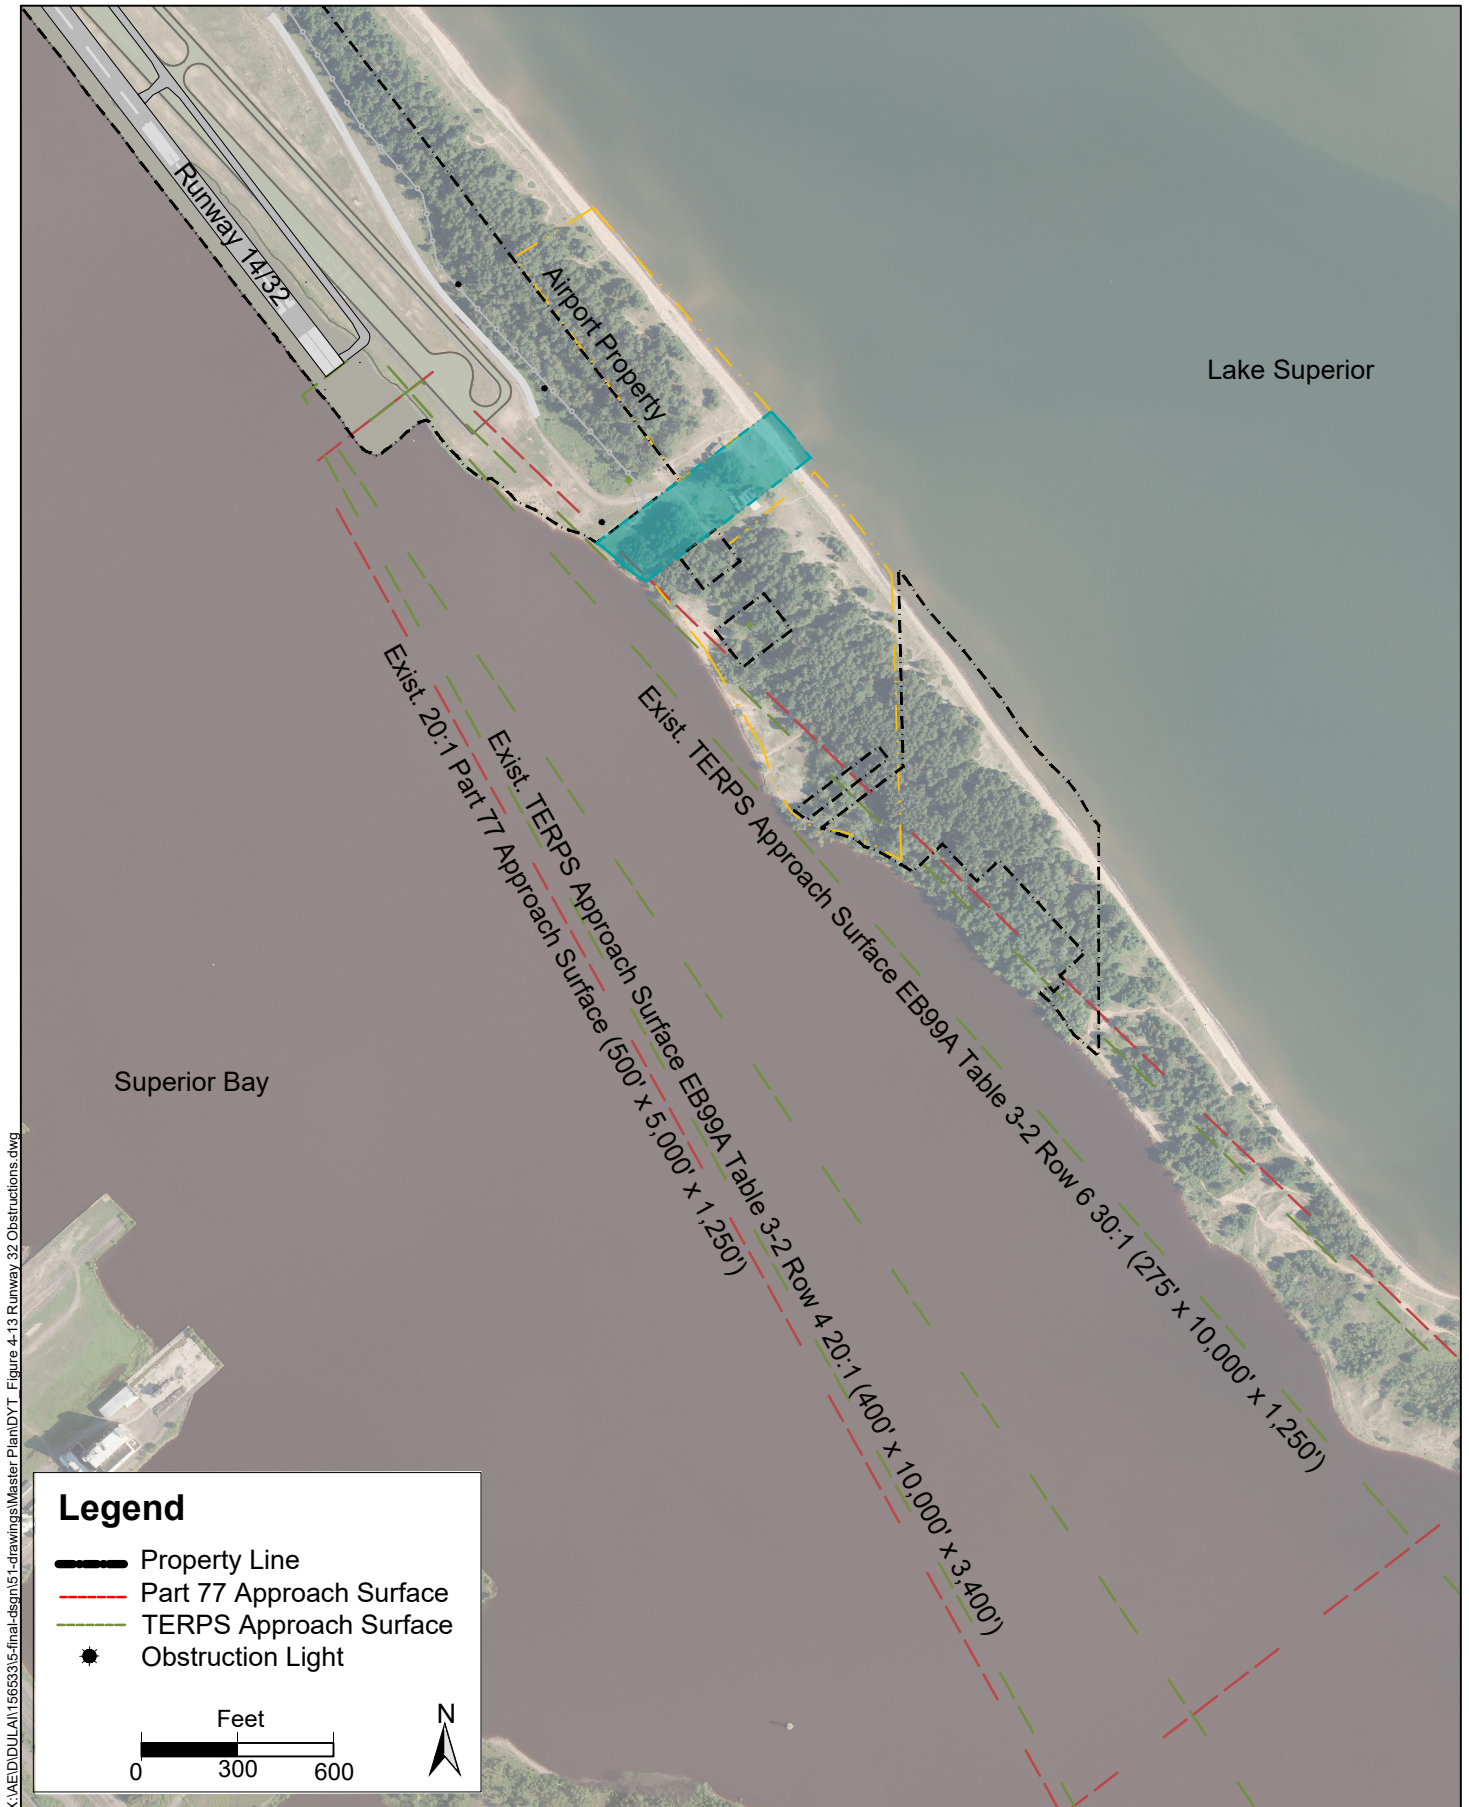 Runway 14/32
Airport Property
Lake Superior
Exist. 20:1 Part 77 Approach Surface (500' x 5,000' x 1,250')
Exist. TERPS Approach Surface EB99A Table 3-2 Row 4 20:1 (400' x 10,000' x 3,400')
Exist. TERPS Approach Surface EB99A Table 3-2 Row 6 30:1 (275' x 10,000' x 1,250')
Superior Bay
K:\AE\D\DULAI\156533\5-final-dsgn\51-drawings\Master Plan\DYT_Figure 4-13 Runway 32 Obstructions.dwg
Legend
Property Line
Part 77 Approach Surface
TERPS Approach Surface
Obstruction Light
Feet
N
0 300 600